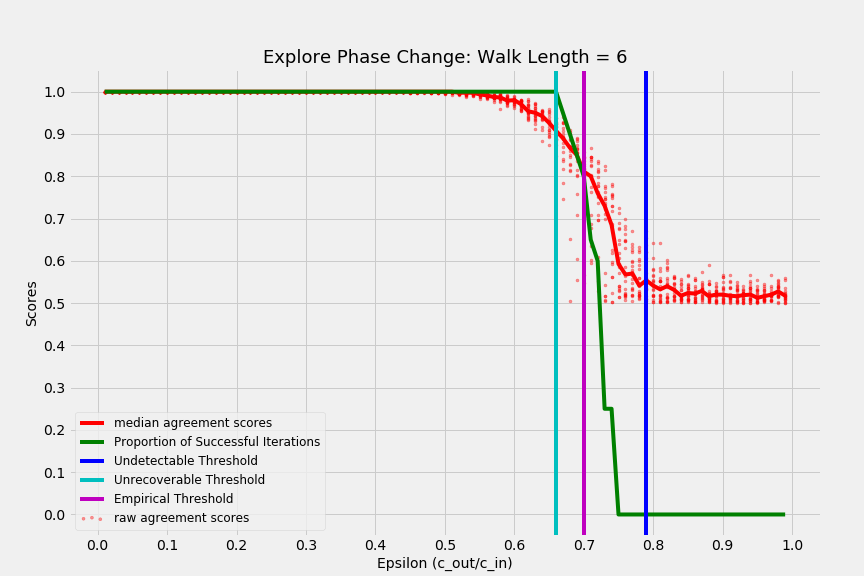 Explore Phase Change: Walk Length = 6
1.0
0.9
0.8
0.7
0.6
0.5
0.4
0.3
0.2
0.1
0.0
Scores
median agreement scores
Proportion of Successful Iterations
Undetectable Threshold
Unrecoverable Threshold
Empirical Threshold
raw agreement scores
0.0 0.1 0.2 0.3 0.4 0.5 0.6 0.7 0.8 0.9 1.0
Epsilon (c_out/c_in)